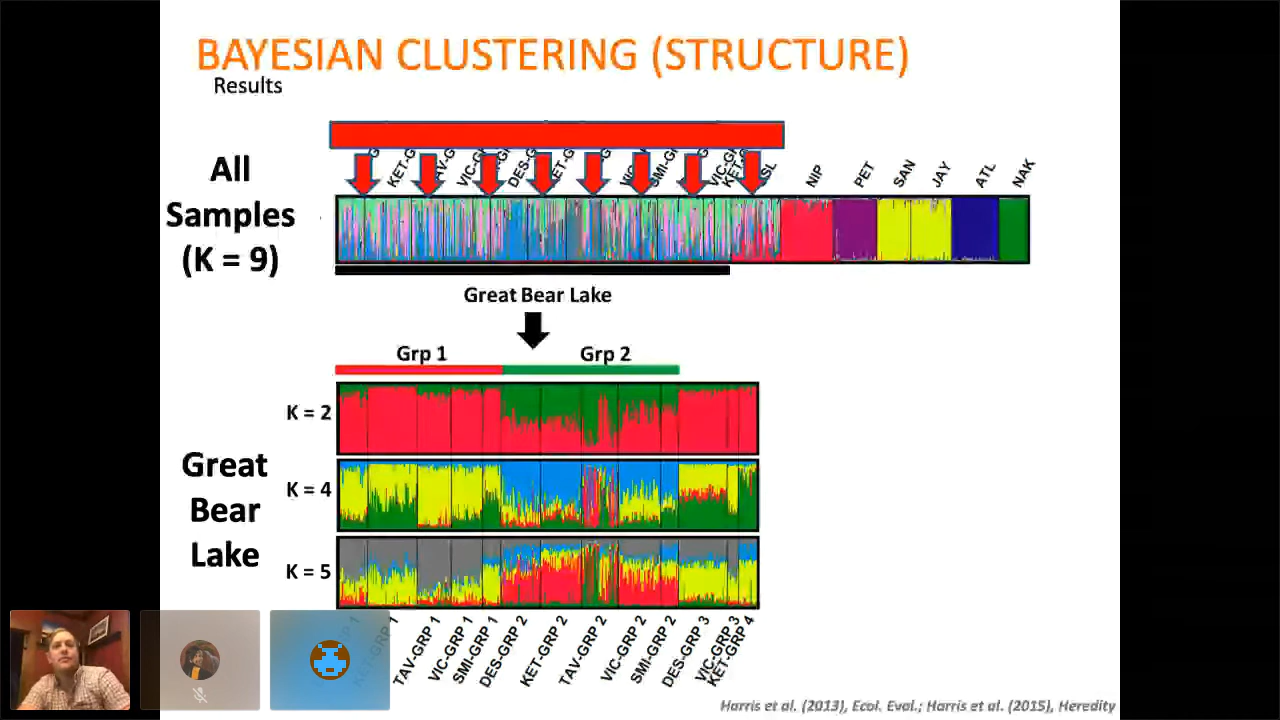 BAYESIAN CLUSTERING (STRUCTURE)
Results
All
Samples
(K = 9)
NIP
PET
SAN
JAY
ATL
NAK
Great Bear Lake
Grp 1
Grp 2
Great
Bear
Lake
K = 2
K = 4
K = 5
TAV-GRP 1
VIC-GRP 1
SMI-GRP 1
DES-GRP 2
KET-GRP 2
TAV-GRP 2
VIC-GRP 2
SMI-GRP 2
DES-GRP 3
VIC-GRP 3
KET-GRP 4
Harris et al. (2013), Ecol. Evol.; Harris et al. (2015), Heredity